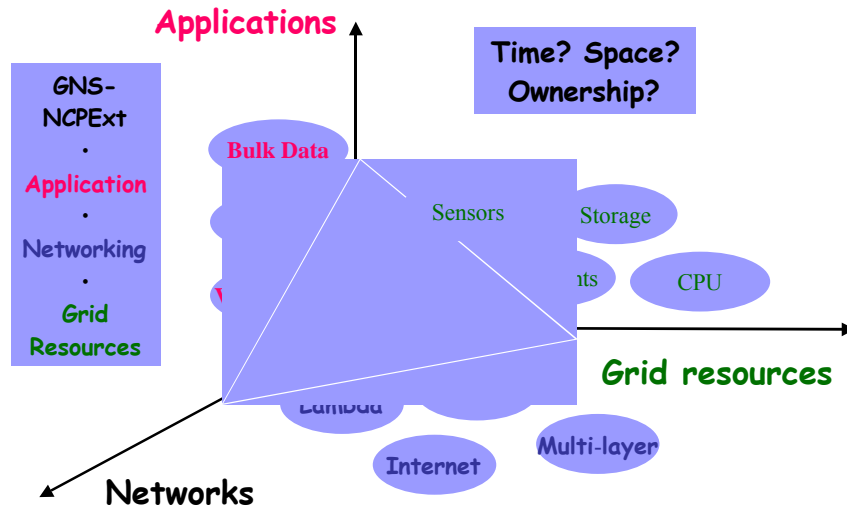 Applications
Time? Space?
Ownership?
GNS-
NCPExt
·
Application
·
Networking
·
Grid
Resources
Bulk Data
Sensors
Storage
CPU
Grid resources
Lambda
Multi-layer
Internet
Networks